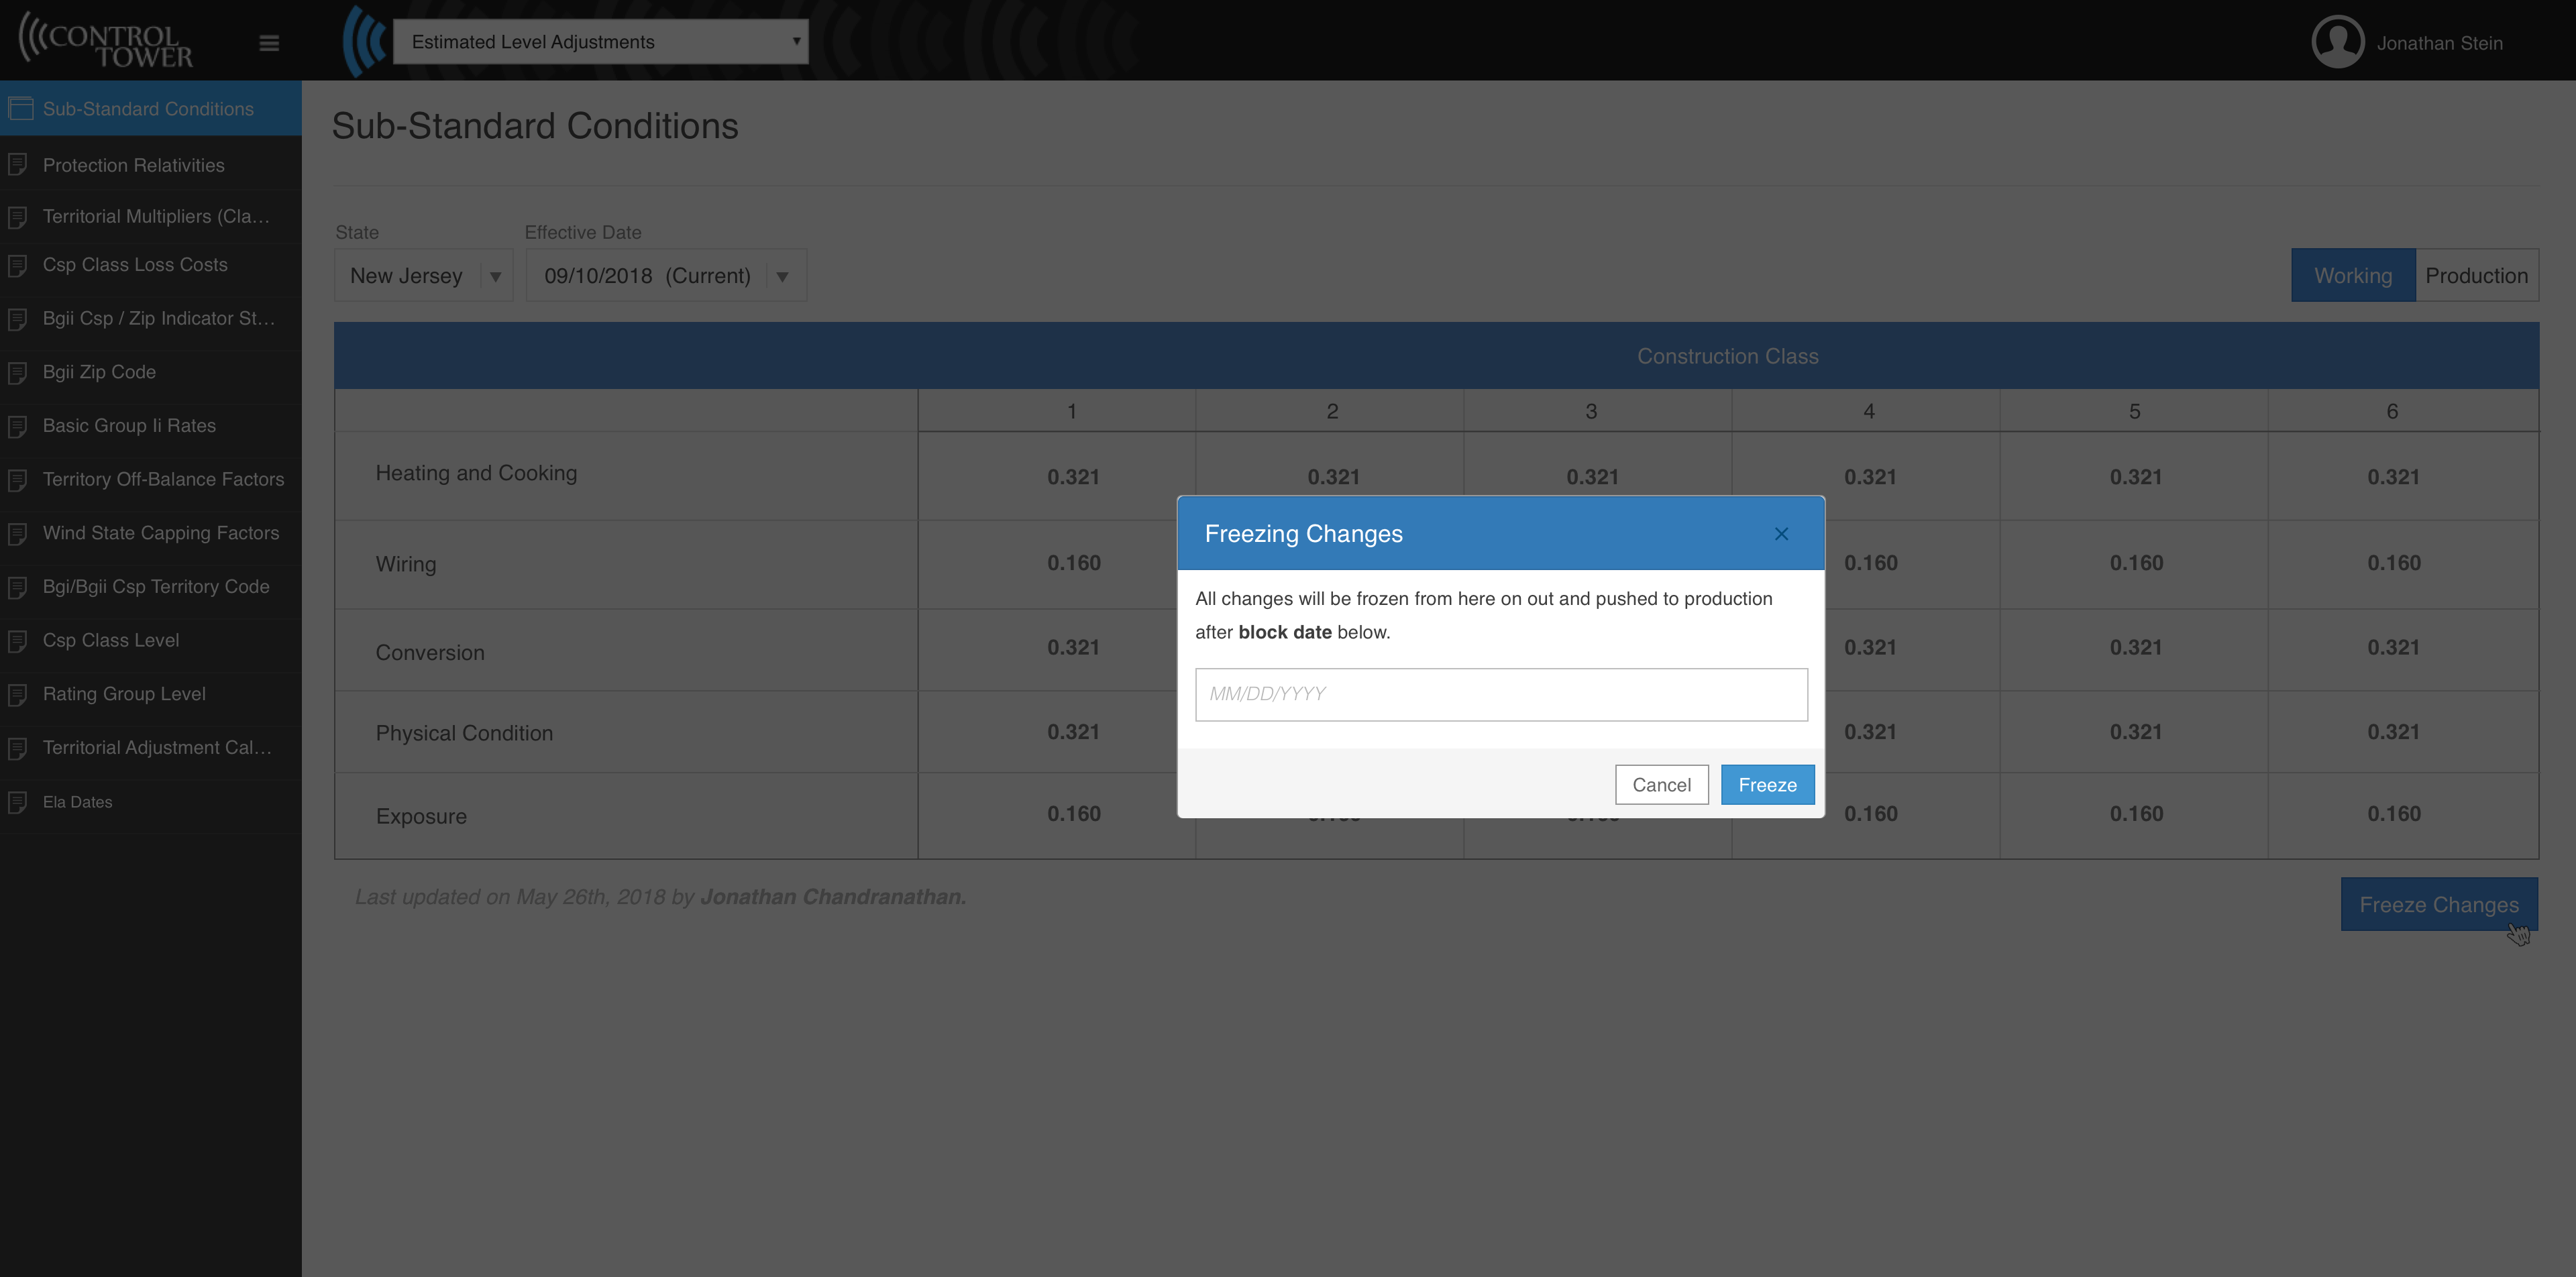 CONTROL
TOWER
Estimated Level Adjustments
Jonathan Stein
Sub-Standard Conditions
Protection Relativities
Territorial Multipliers (Cla...
Csp Class Loss Costs
Bgii Csp / Zip Indicator St...
Bgii Zip Code
Basic Group Ii Rates
Territory Off-Balance Factors
Wind State Capping Factors
Bgi/Bgii Csp Territory Code
Csp Class Level
Rating Group Level
Territorial Adjustment Cal...
Ela Dates
Sub-Standard Conditions
State
Effective Date
New Jersey
09/10/2018 (Current)
Working
Production
Construction Class
1 2 3 4 5 6
Heating and Cooking 0.321 0.321 0.321 0.321 0.321 0.321
Wiring 0.160 0.160 0.160 0.160
Conversion 0.321 0.321 0.321 0.321
Physical Condition 0.321 0.321 0.321 0.321
Exposure 0.160 0.160 0.160 0.160
Freezing Changes
All changes will be frozen from here on out and pushed to production
after block date below.
MM/DD/YYYY
Cancel
Freeze
Last updated on May 26th, 2018 by Jonathan Chandranathan.
Freeze Changes